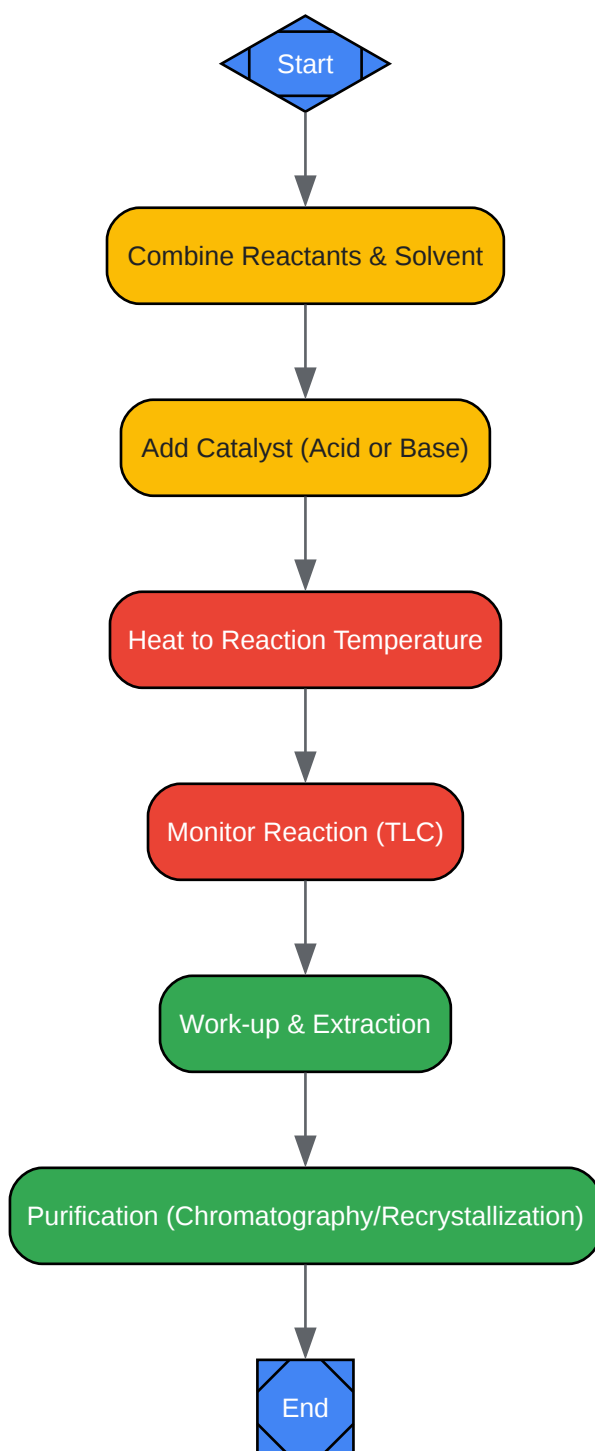 Start
Combine Reactants & Solvent
Add Catalyst (Acid or Base)
Heat to Reaction Temperature
Monitor Reaction (TLC)
Work-up & Extraction
Purification (Chromatography/Recrystallization)
End